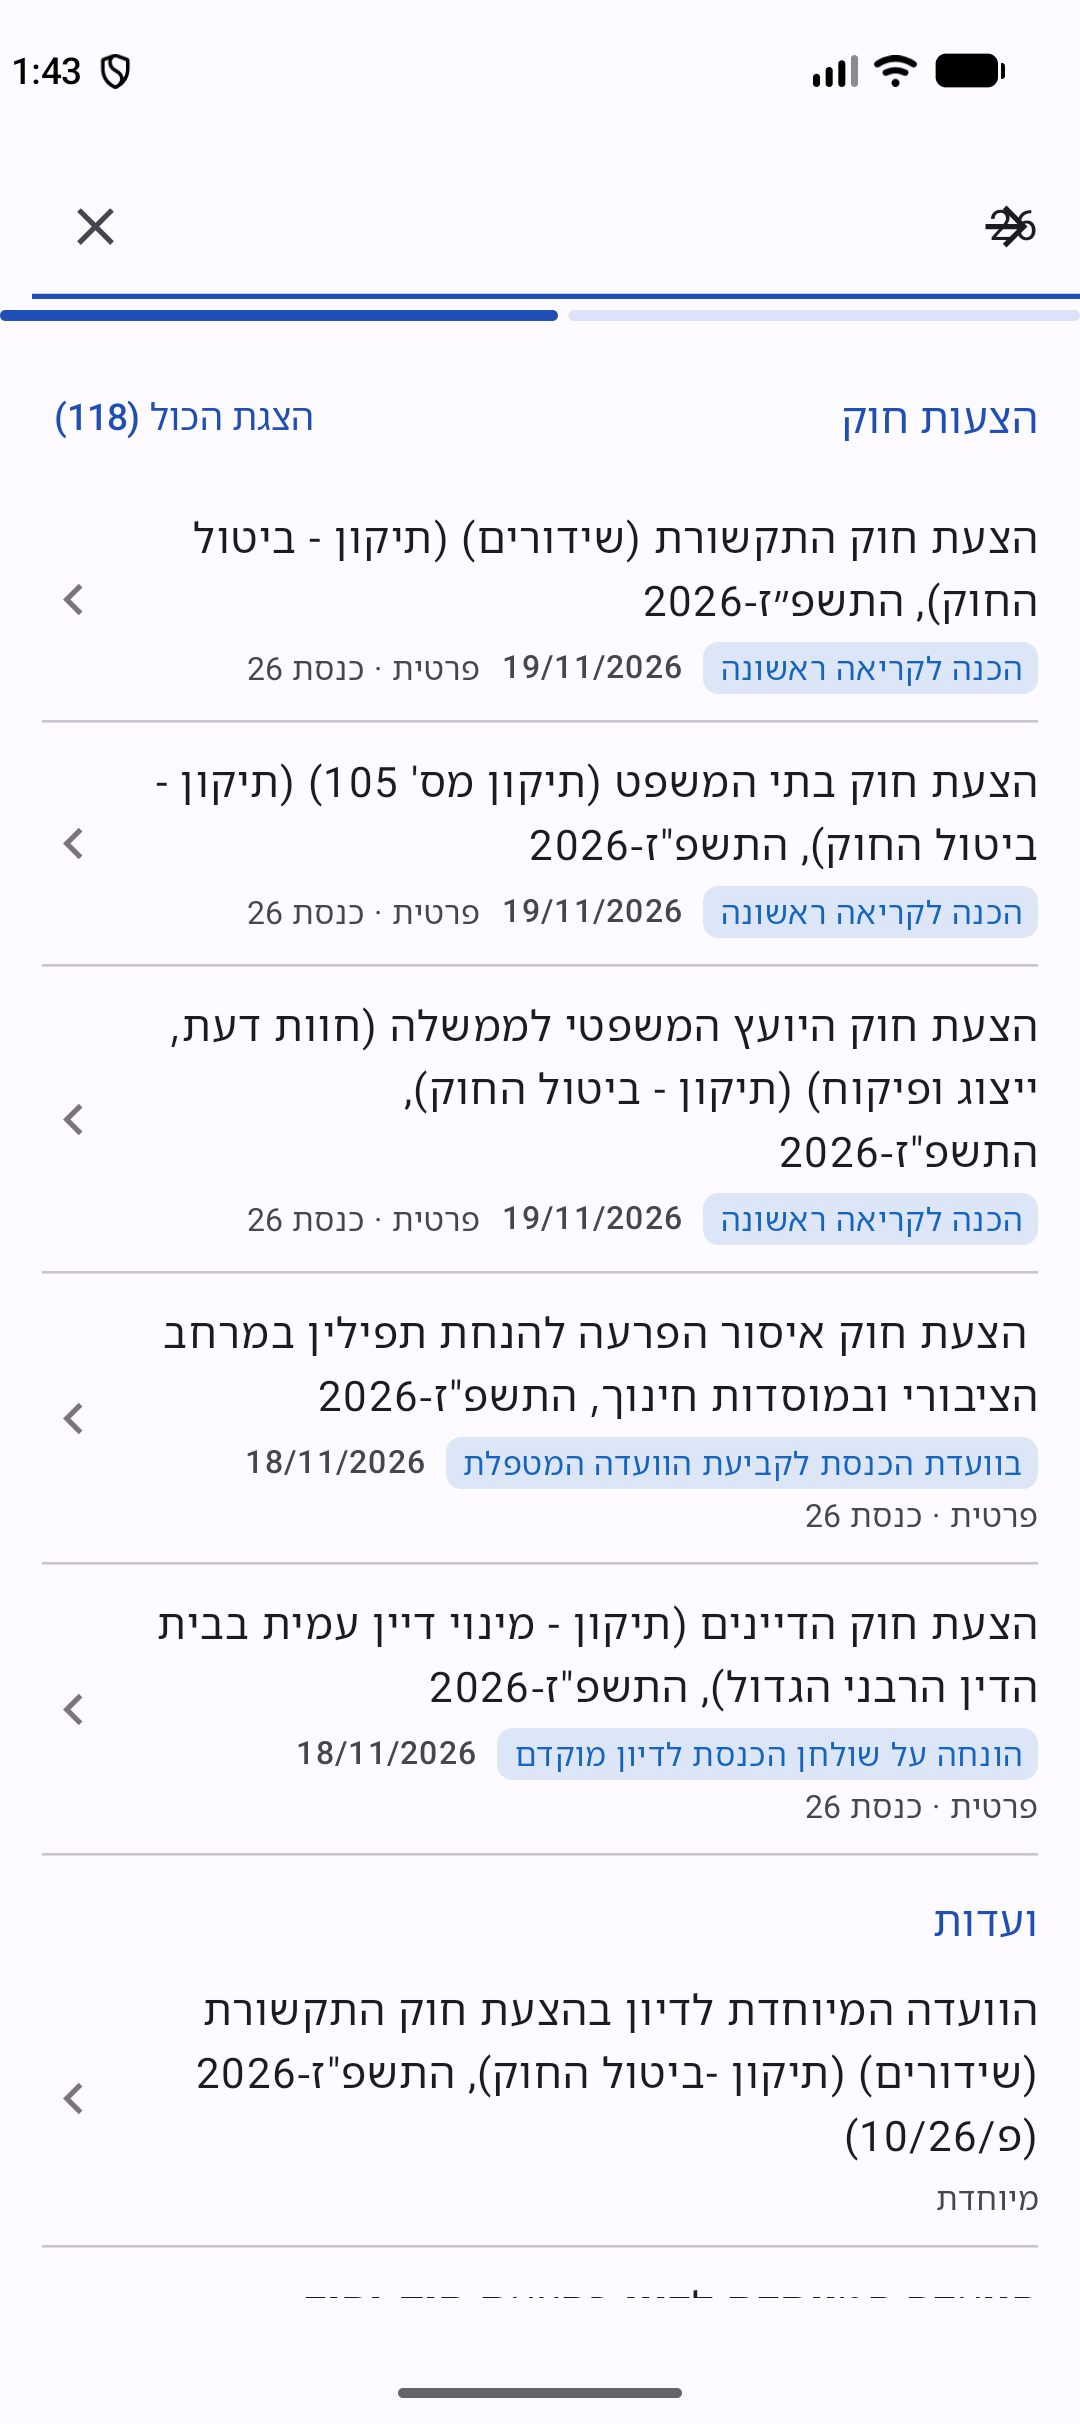 1:43
26
הצעות חוק
הצגת הכול (118)
הצעת חוק התקשורת (שידורים) (תיקון - ביטול
החוק), התשפ״ז-2026
הכנה לקריאה ראשונה 19/11/2026 פרטית · כנסת 26
הצעת חוק בתי המשפט (תיקון מס' 105) (תיקון -
ביטול החוק), התשפ"ז-2026
הכנה לקריאה ראשונה 19/11/2026 פרטית · כנסת 26
הצעת חוק היועץ המשפטי לממשלה (חוות דעת,
ייצוג ופיקוח) (תיקון - ביטול החוק),
התשפ"ז-2026
הכנה לקריאה ראשונה 19/11/2026 פרטית · כנסת 26
הצעת חוק איסור הפרעה להנחת תפילין במרחב
הציבורי ובמוסדות חינוך, התשפ"ז-2026
בוועדת הכנסת לקביעת הוועדה המטפלת 18/11/2026
פרטית · כנסת 26
הצעת חוק הדיינים (תיקון - מינוי דיין עמית בבית
הדין הרבני הגדול), התשפ"ז-2026
הונחה על שולחן הכנסת לדיון מוקדם 18/11/2026
פרטית · כנסת 26
ועדות
הוועדה המיוחדת לדיון בהצעת חוק התקשורת
(שידורים) (תיקון -ביטול החוק), התשפ"ז-2026
(פ/10/26)
מיוחדת